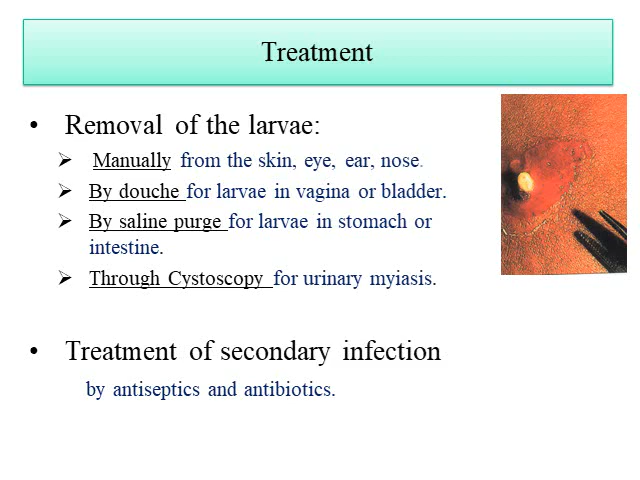 Treatment
• Removal of the larvae:
➢ Manually from the skin, eye, ear, nose.
➢ By douche for larvae in vagina or bladder.
➢ By saline purge for larvae in stomach or
intestine.
➢ Through Cystoscopy for urinary myiasis.
• Treatment of secondary infection
by antiseptics and antibiotics.